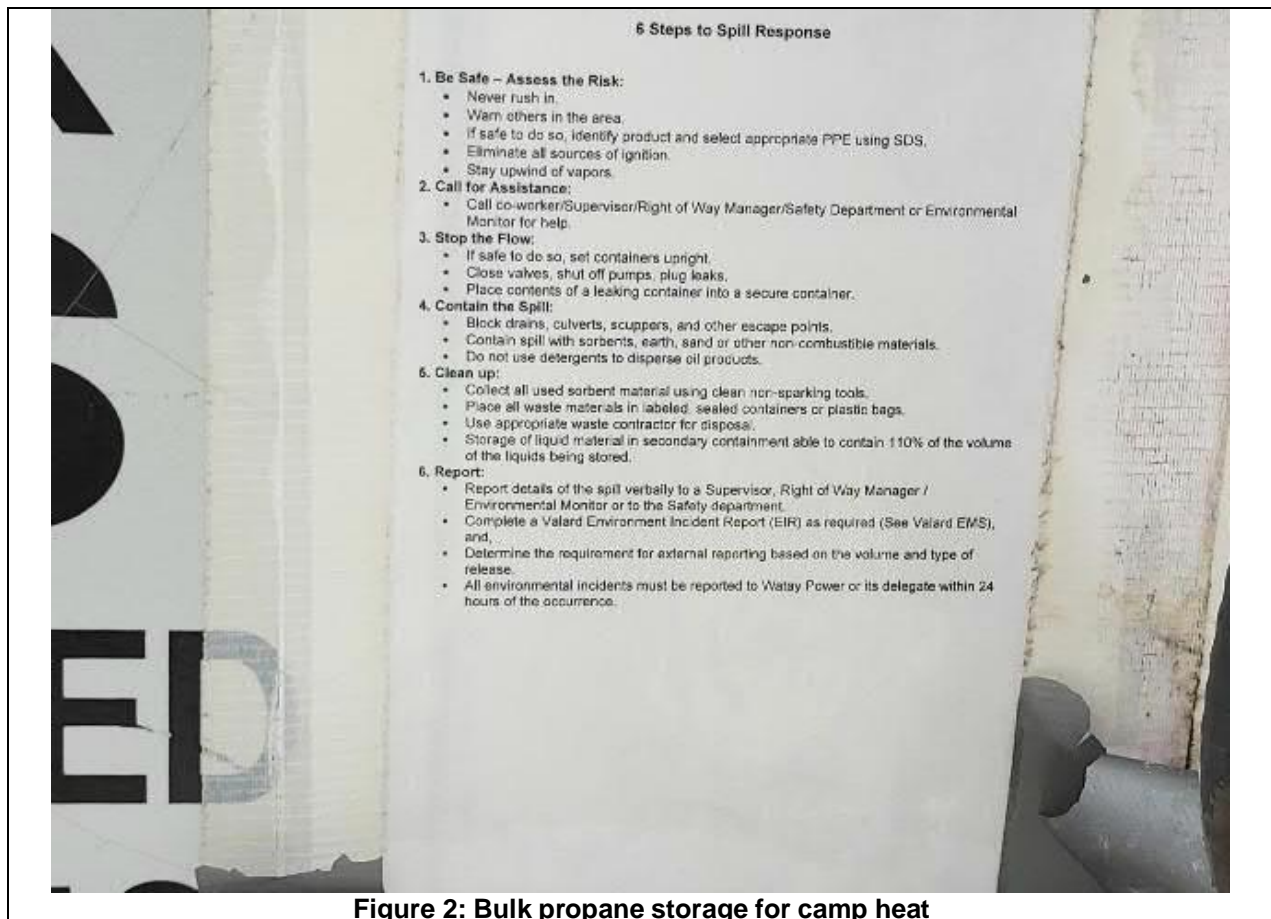 6 Steps to Spill Response
1. Be Safe – Assess the Risk:
• Never rush in.
• Warn others in the area.
• If safe to do so, identify product and select appropriate PPE using SDS.
• Eliminate all sources of ignition.
• Stay upwind of vapors.
2. Call for Assistance:
• Call co-worker/Supervisor/Right of Way Manager/Safety Department or Environmental
Monitor for help.
3. Stop the Flow:
• If safe to do so, set containers upright.
• Close valves, shut off pumps, plug leaks.
• Place contents of a leaking container into a secure container.
4. Contain the Spill:
• Block drains, culverts, scuppers, and other escape points.
• Contain spill with sorbents, earth, sand or other non-combustible materials.
• Do not use detergents to disperse oil products.
5. Clean up:
• Collect all used sorbent material using clean non-sparking tools.
• Place all waste materials in labeled, sealed containers or plastic bags.
• Use appropriate waste contractor for disposal.
• Storage of liquid material in secondary containment able to contain 110% of the volume
of the liquids being stored.
6. Report:
• Report details of the spill verbally to a Supervisor, Right of Way Manager /
Environmental Monitor or to the Safety department.
• Complete a Valard Environment Incident Report (EIR) as required (See Valard EMS),
and,
• Determine the requirement for external reporting based on the volume and type of
release.
• All environmental incidents must be reported to Watay Power or its delegate within 24
hours of the occurrence.
ED
Figure 2: Bulk propane storage for camp heat